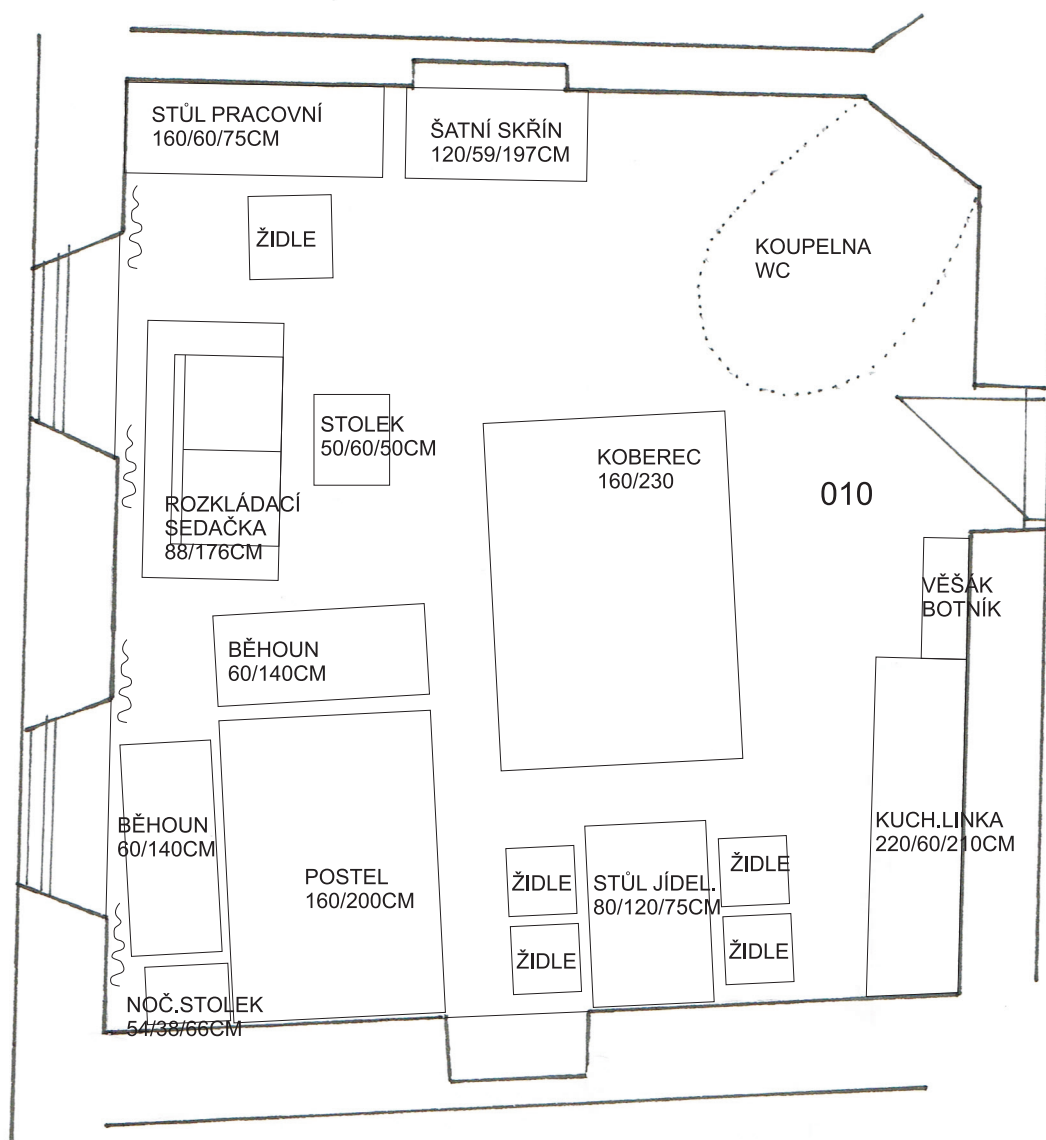 STŮL PRACOVNÍ
160/60/75CM
ŠATNÍ SKŘÍN
120/59/197CM
ŽIDLE
KOUPELNA
WC
STOLEK
50/60/50CM
KOBEREC
160/230
010
ROZKLÁDACÍ
SEDAČKA
88/176CM
VĚŠÁK
BOTNÍK
BĚHOUN
60/140CM
BĚHOUN
60/140CM
KUCH.LINKA
220/60/210CM
POSTEL
160/200CM
ŽIDLE
STŮL JÍDEL.
80/120/75CM
ŽIDLE
ŽIDLE
ŽIDLE
NOČ.STOLEK
54/38/66CM